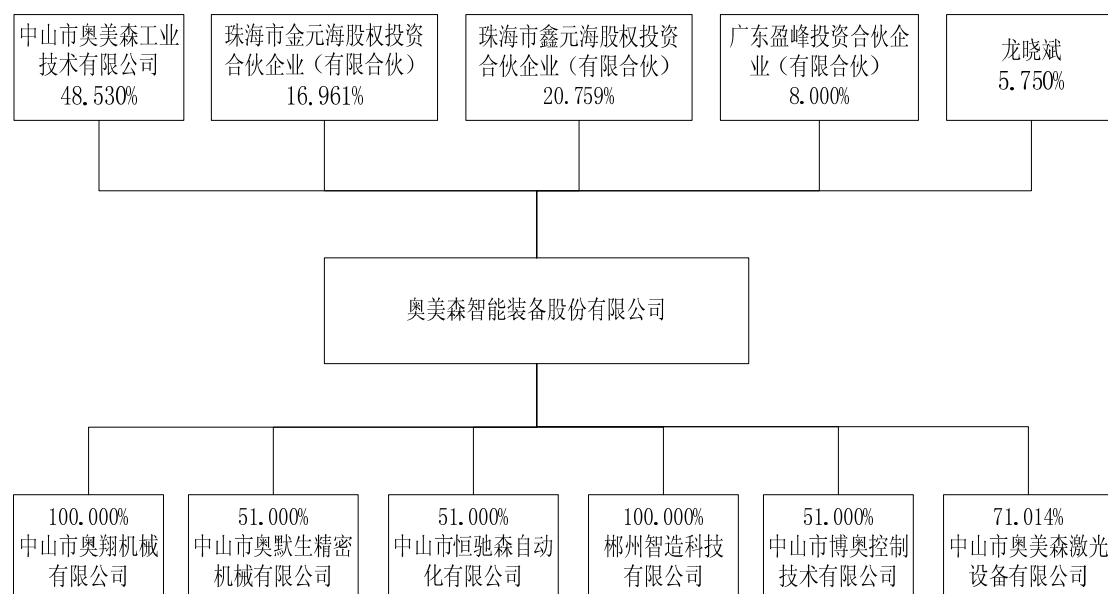 中山市奥美森工业
技术有限公司
48.530%
珠海市金元海股权投资
合伙企业（有限合伙）
16.961%
珠海市鑫元海股权投资
合伙企业（有限合伙）
20.759%
广东盈峰投资合伙企
业（有限合伙）
8.000%
龙晓斌
5.750%
奥美森智能装备股份有限公司
100.000%
中山市奥翔机械
有限公司
51.000%
中山市奥默生精密
机械有限公司
51.000%
中山市恒驰森自动
化有限公司
100.000%
郴州智造科技
有限公司
51.000%
中山市博奥控制
技术有限公司
71.014%
中山市奥美森激光
设备有限公司